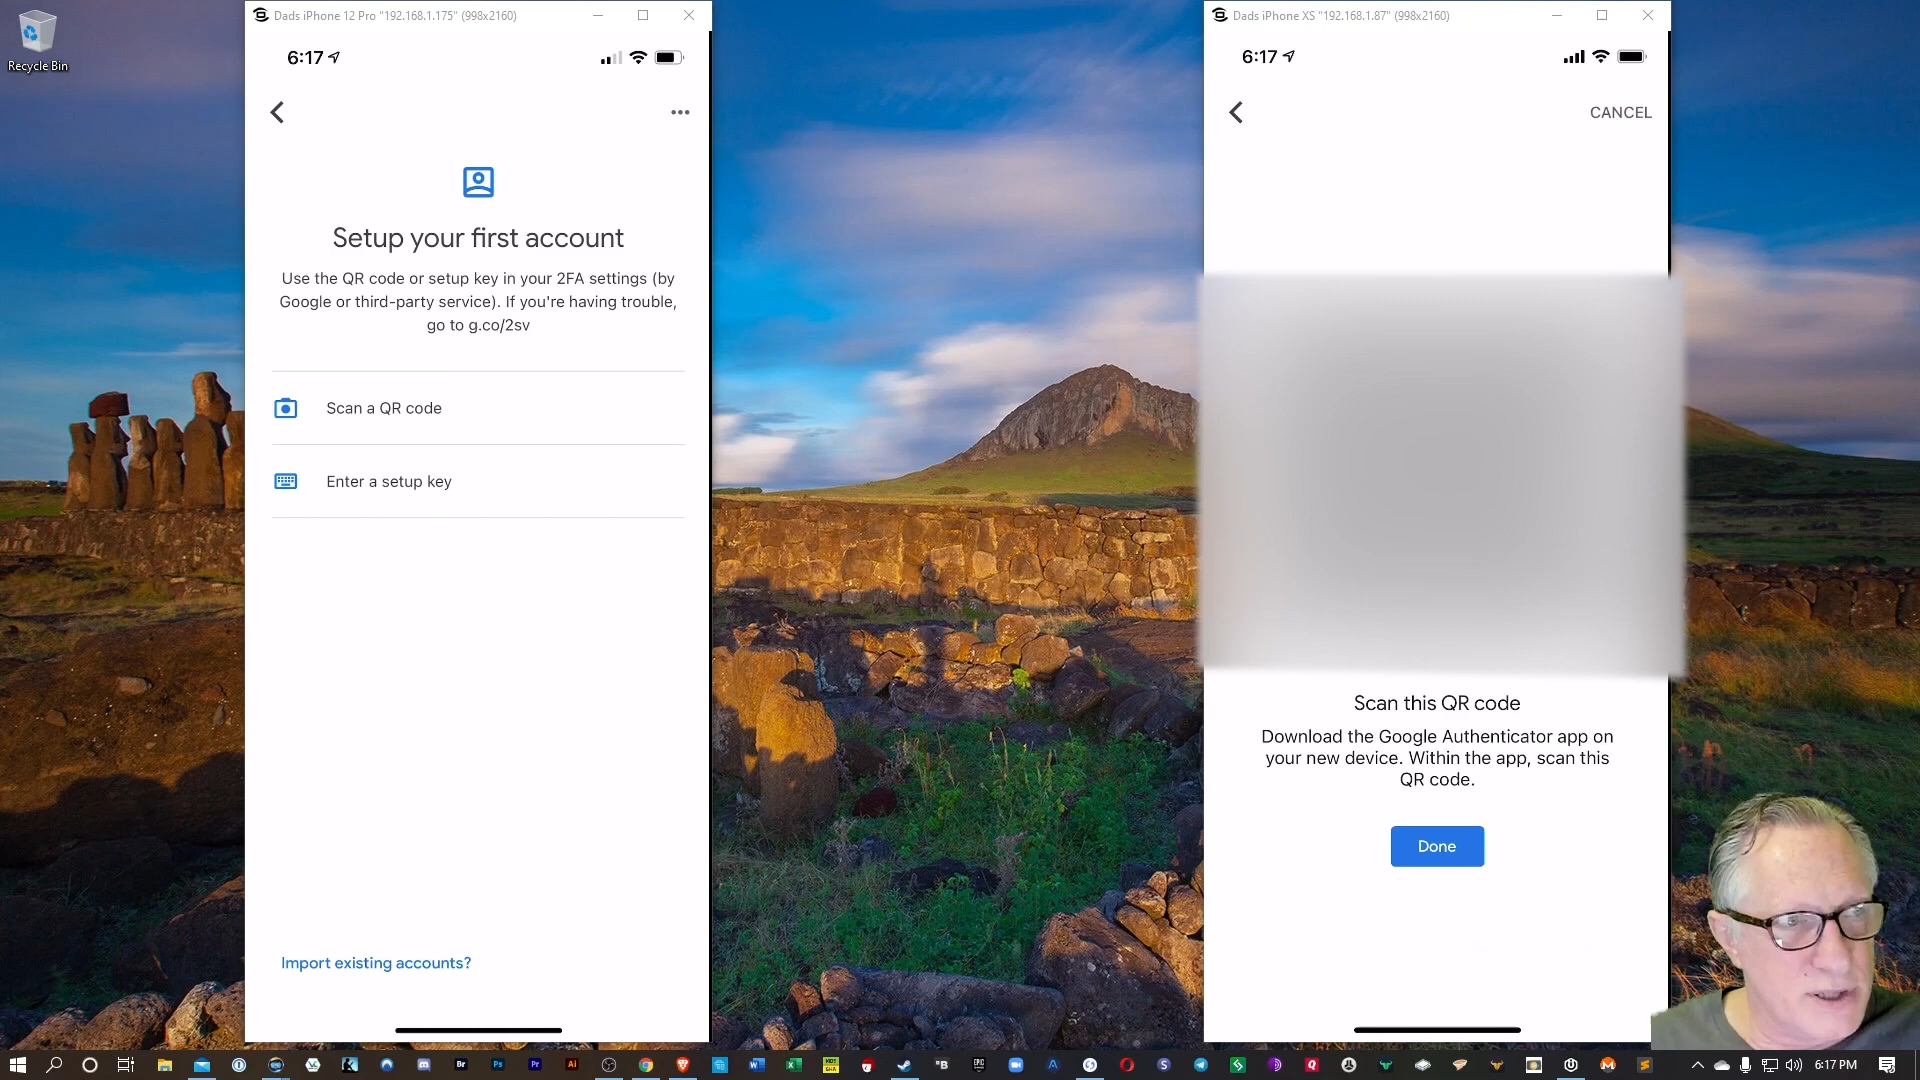 Recycle Bin
Dads iPhone 12 Pro "192.168.1.175" (998x2160)
6:17
Setup your first account
Use the QR code or setup key in your 2FA settings (by
Google or third-party service). If you're having trouble,
go to g.co/2sv
Scan a QR code
Enter a setup key
Import existing accounts?
Dads iPhone XS "192.168.1.87" (998x2160)
6:17
CANCEL
Scan this QR code
Download the Google Authenticator app on
your new device. Within the app, scan this
QR code.
Done
Br
Ps
Pr
Ai
6:17 PM